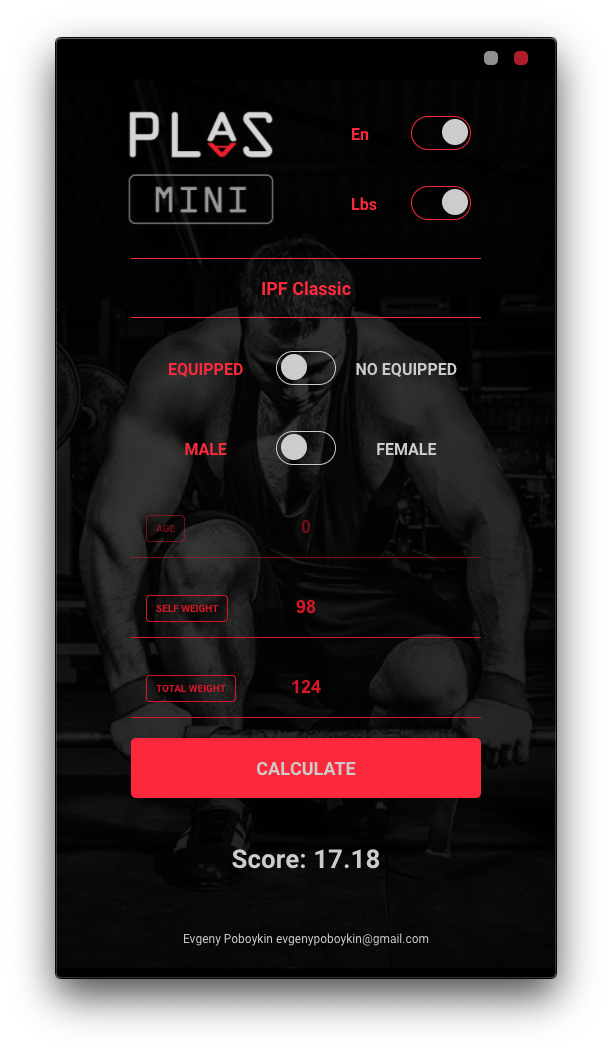 PLAS
MINI
En
Lbs
IPF Classic
EQUIPPED NO EQUIPPED
MALE FEMALE
AGE 0
SELF WEIGHT 98
TOTAL WEIGHT 124
CALCULATE
Score: 17.18
Evgeny Poboykin evgenypoboykin@gmail.com